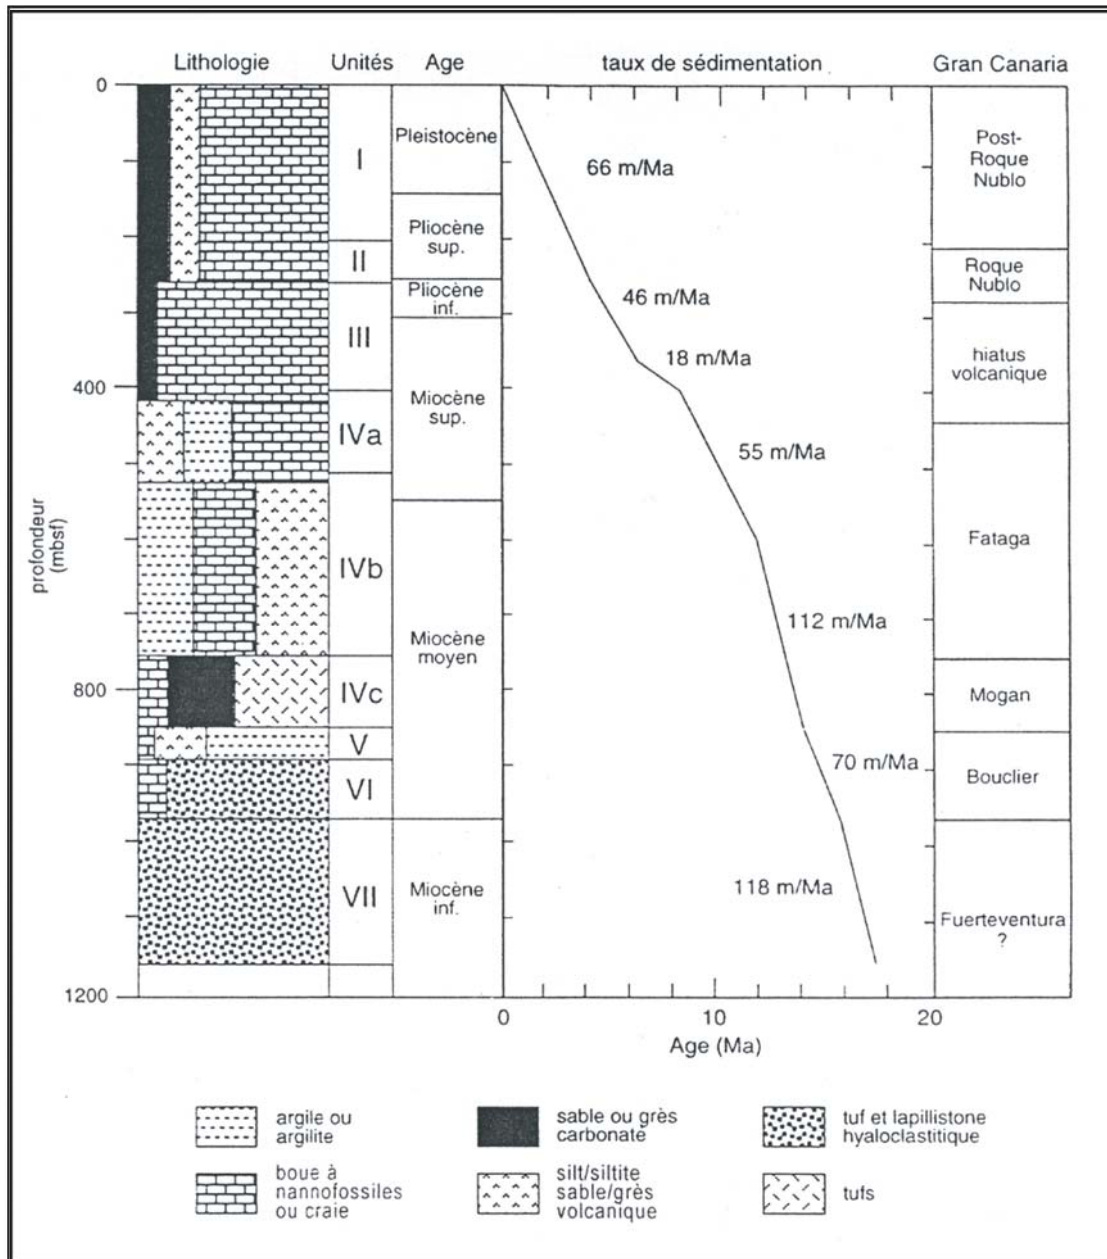 Lithologie Unités Age taux de sédimentation Gran Canaria
0
400
800
1200
profondeur
(mbsf)
I
II
III
IVa
IVb
IVc
V
VI
VII
Pleistocène
Pliocène
sup.
Pliocène
inf.
Miocène
sup.
Miocène
moyen
Miocène
inf.
66 m/Ma
46 m/Ma
18 m/Ma
55 m/Ma
112 m/Ma
70 m/Ma
118 m/Ma
Post-
Roque
Nublo
Roque
Nublo
hiatus
volcanique
Fataga
Mogan
Bouclier
Fuerteventura
?
0 10 20
Age (Ma)
argile ou
argilite
sable ou grès
carbonate
tuf et lapillistone
hyaloclastitique
boue à
nannofossiles
ou craie
silt/siltite
sable/grès
volcanique
tufs